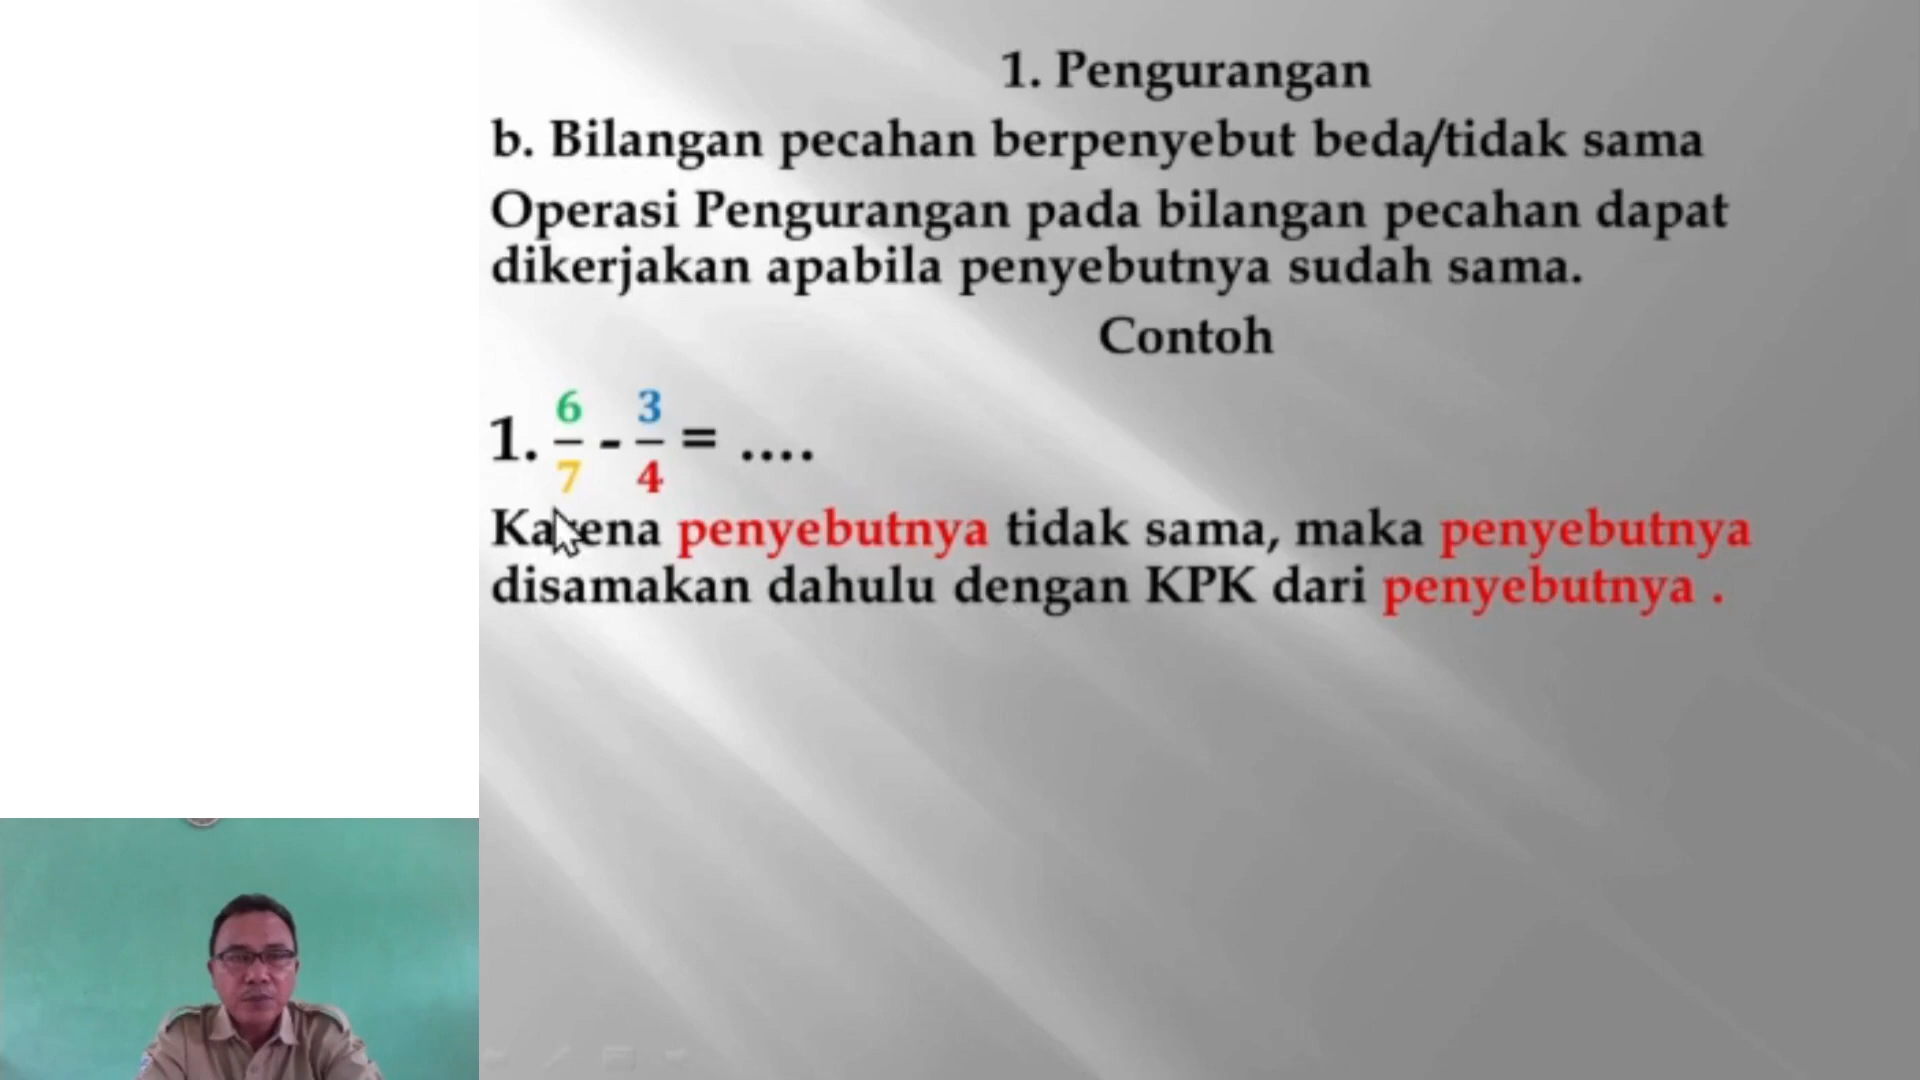 1. Pengurangan
b. Bilangan pecahan berpenyebut beda/tidak sama
Operasi Pengurangan pada bilangan pecahan dapat
dikerjakan apabila penyebutnya sudah sama.
Contoh
1. 6/7 - 3/4 = ....
Karena penyebutnya tidak sama, maka penyebutnya
disamakan dahulu dengan KPK dari penyebutnya .